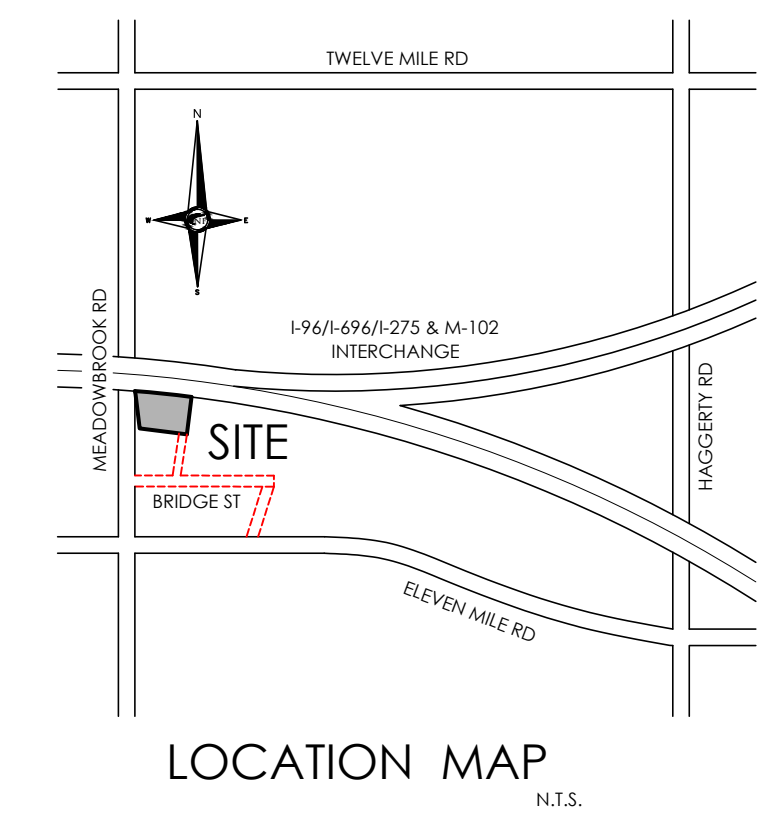 TWELVE MILE RD
N
W
E
S
I-96/I-696/I-275 & M-102
INTERCHANGE
MEADOWBROOK RD
HAGGERTY RD
SITE
BRIDGE ST
ELEVEN MILE RD
LOCATION MAP
N.T.S.